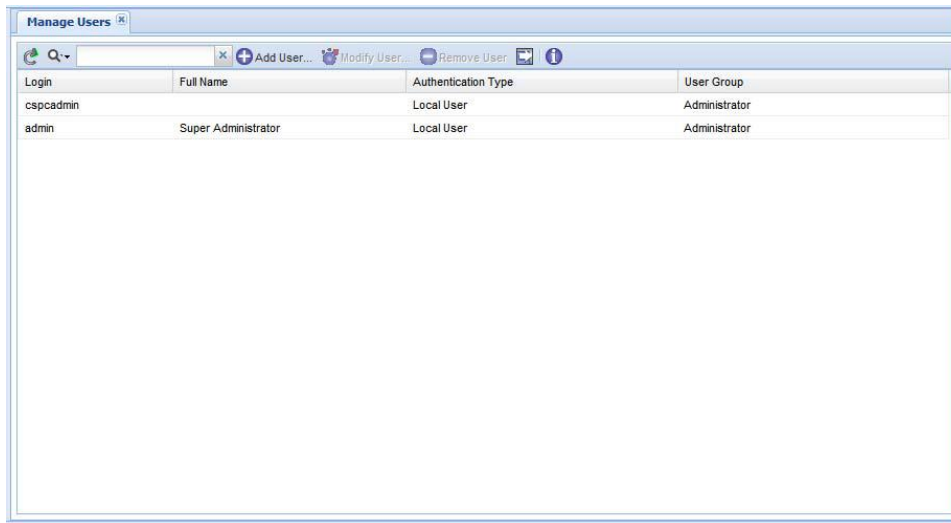 Manage Users
Add User... Modify User... Remove User
Login Full Name Authentication Type User Group
cspcadmin Local User Administrator
admin Super Administrator Local User Administrator